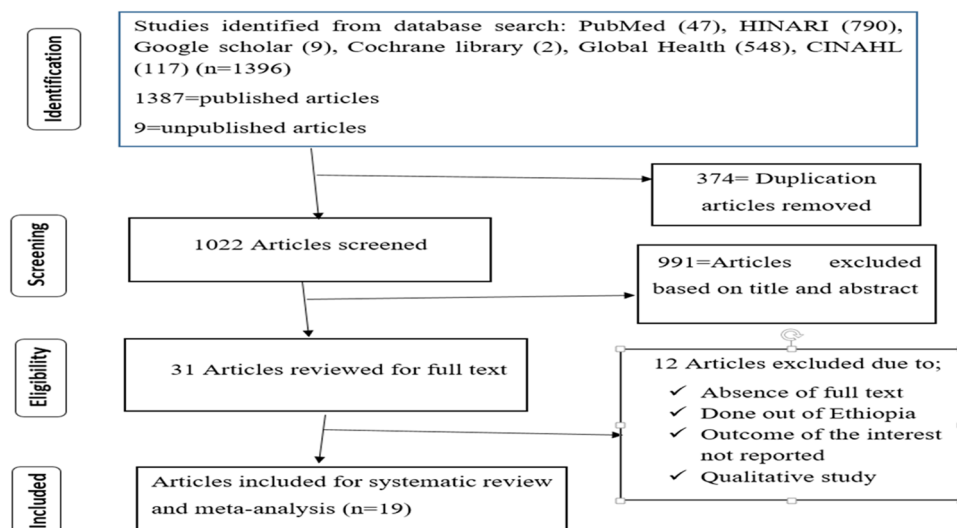 Identification
Studies identified from database search: PubMed (47), HINARI (790),
Google scholar (9), Cochrane library (2), Global Health (548), CINAHL
(117) (n=1396)
1387=published articles
9=unpublished articles
374= Duplication
articles removed
Screening
1022 Articles screened
991=Articles excluded
based on title and abstract
Eligibility
31 Articles reviewed for full text
12 Articles excluded due to;
✓ Absence of full text
✓ Done out of Ethiopia
✓ Outcome of the interest
not reported
✓ Qualitative study
Included
Articles included for systematic review
and meta-analysis (n=19)